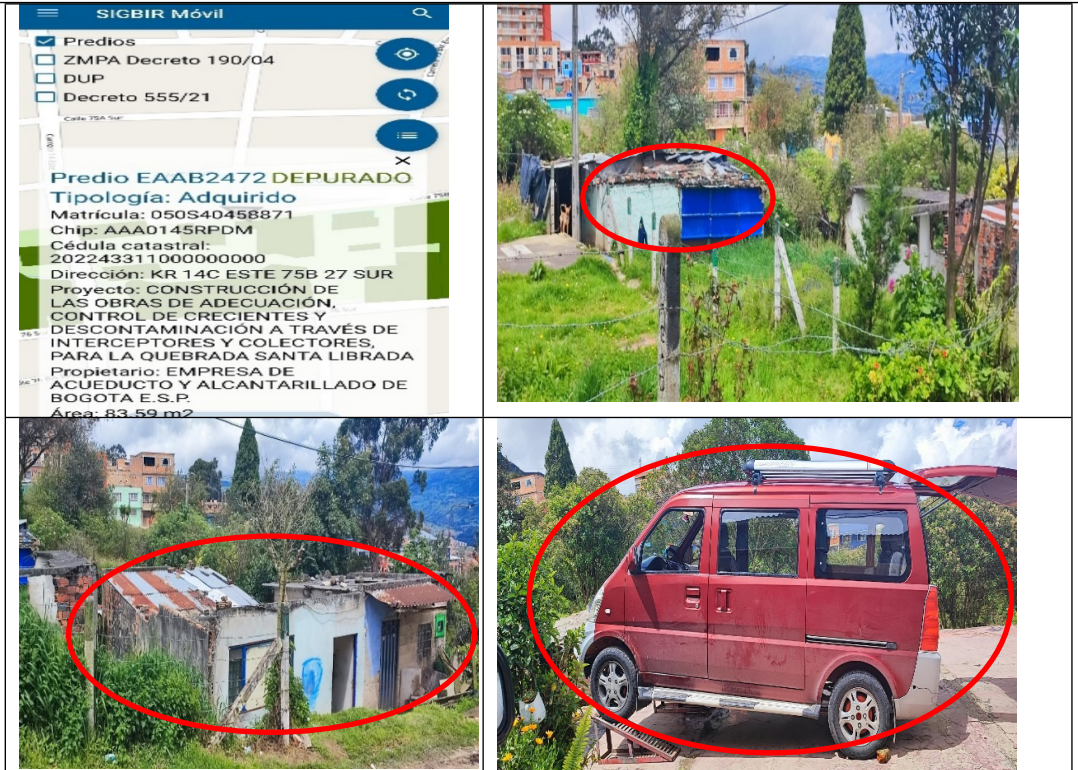 SIGBIR Móvil
Predios
ZMPA Decreto 190/04
DUP
Decreto 555/21
Calle 75A Sur
Predio EAAB2472 DEPURADO
Tipología: Adquirido
Matrícula: 050S40458871
Chip: AAA0145RPDM
Cédula catastral:
202243311000000000
Dirección: KR 14C ESTE 75B 27 SUR
Proyecto: CONSTRUCCIÓN DE
LAS OBRAS DE ADECUACIÓN,
CONTROL DE CRECIENTES Y
DESCONTAMINACIÓN A TRAVÉS DE
INTERCEPTORES Y COLECTORES,
PARA LA QUEBRADA SANTA LIBRADA
Propietario: EMPRESA DE
ACUEDUCTO Y ALCANTARILLADO DE
BOGOTA E.S.P.
Área: 83.59 m2